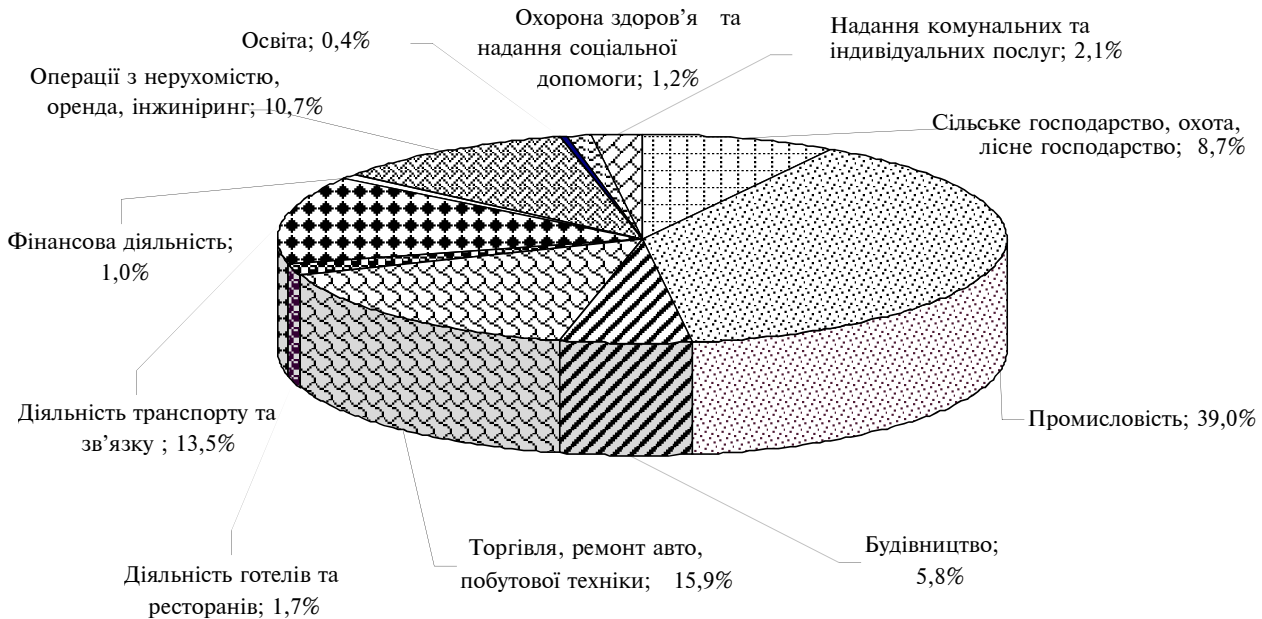 Охорона здоров’я та
надання соціальної
допомоги; 1,2%
Надання комунальних та
індивідуальних послуг; 2,1%
Освіта; 0,4%
Операції з нерухомістю,
оренда, інжиніринг; 10,7%
Сільське господарство, охота,
лісне господарство; 8,7%
Фінансова діяльність;
1,0%
Діяльність транспорту та
зв’язку ; 13,5%
Промисловість; 39,0%
Діяльність готелів та
ресторанів; 1,7%
Торгівля, ремонт авто,
побутової техніки; 15,9%
Будівництво;
5,8%